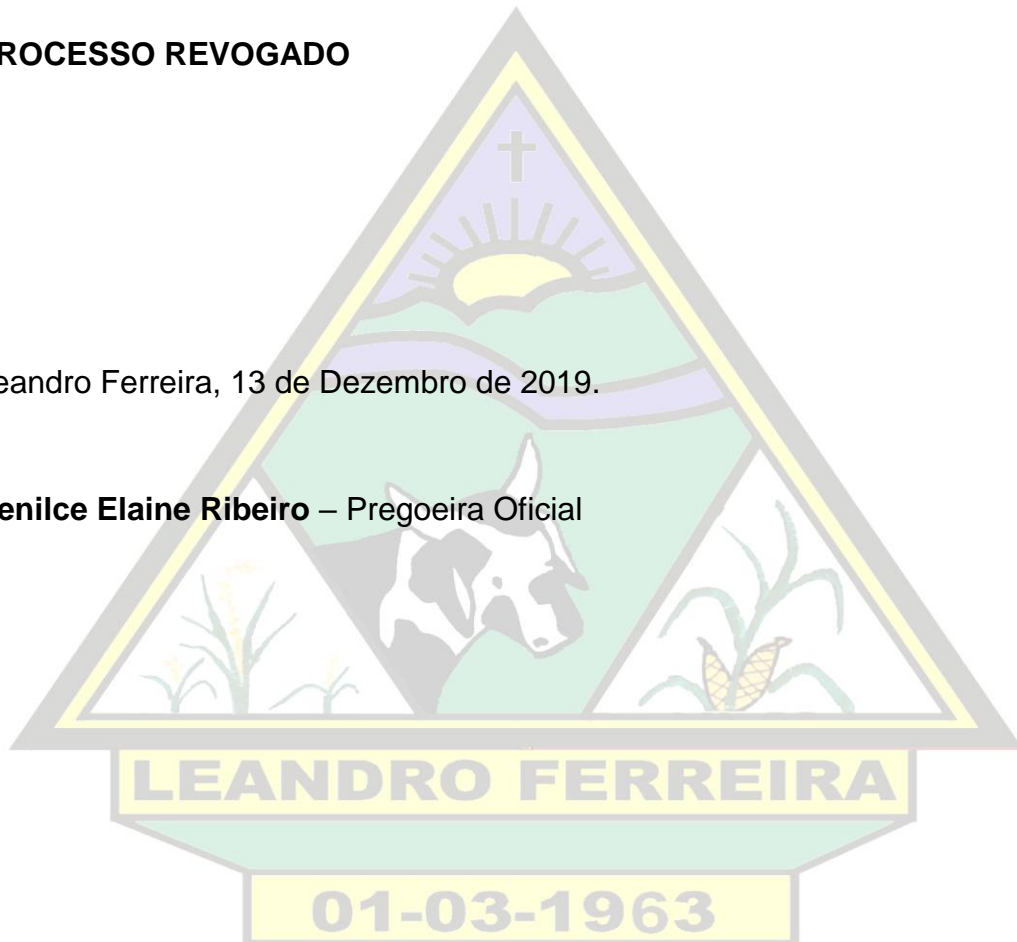 ROCESSO REVOGADO
eandro Ferreira, 13 de Dezembro de 2019.
enilce Elaine Ribeiro – Pregoeira Oficial
LEANDRO FERREIRA
01-03-1963